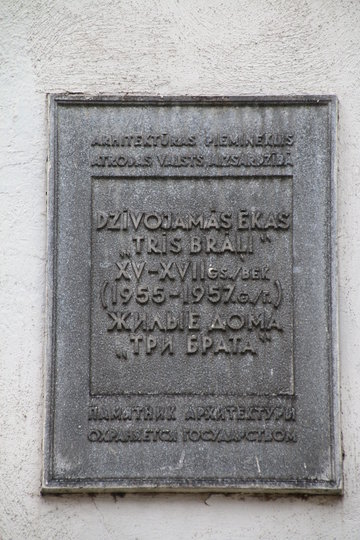 ARHITEKTŪRAS PIEMINEKLIS
ATRODAS VALSTS AIZSARDZĪBĀ
DZĪVOJAMĀS ĒKAS
„TRĪS BRĀĻI“
XV-XVII GS./ВЕК
(1955-1957.G./Г.)
ЖИЛЫЕ ДОМА
„ТРИ БРАТА“
ПАМЯТНИК АРХИТЕКТУРИ
ОХРАНЯЕТСЯ ГОСУДАРСТВОМ